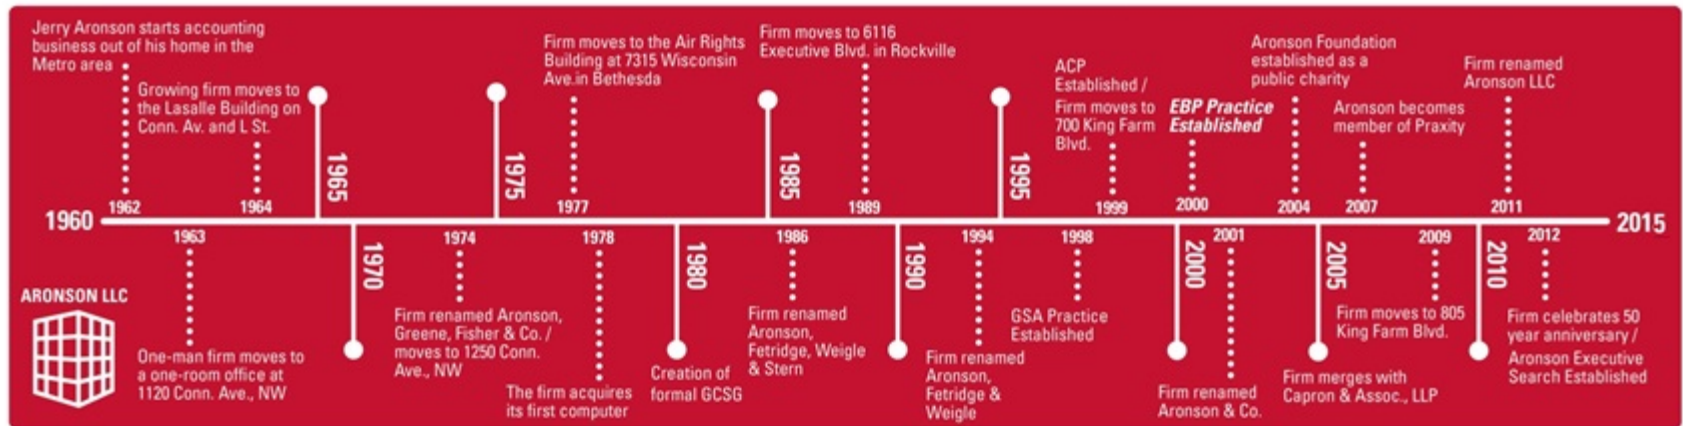 Jerry Aronson starts accounting
business out of his home in the
Metro area
Growing firm moves to
the Lasalle Building on
Conn. Av. and L St.
Firm moves to the Air Rights
Building at 7315 Wisconsin
Ave.in Bethesda
Firm moves to 6116
Executive Blvd. in Rockville
ACP
Established /
Firm moves to
700 King Farm
Blvd.
EBP Practice
Established
Aronson Foundation
established as a
public charity
Aronson becomes
member of Praxity
Firm renamed
Aronson LLC
1965
1975
1985
1995
1962
1964
1977
1989
1999
2000
2004
2007
2011
1960
2015
1963
1974
1978
1986
1994
1998
2001
2009
2012
1970
1980
1990
2000
2005
2010
ARONSON LLC
One-man firm moves to
a one-room office at
1120 Conn. Ave., NW
Firm renamed Aronson,
Greene, Fisher & Co. /
moves to 1250 Conn.
Ave., NW
The firm acquires
its first computer
Creation of
formal GCSG
Firm renamed
Aronson,
Fetridge, Weigle
& Stern
Firm renamed
Aronson,
Fetridge &
Weigle
GSA Practice
Established
Firm renamed
Aronson & Co.
Firm merges with
Capron & Assoc., LLP
Firm moves to 805
King Farm Blvd.
Firm celebrates 50
year anniversary /
Aronson Executive
Search Established